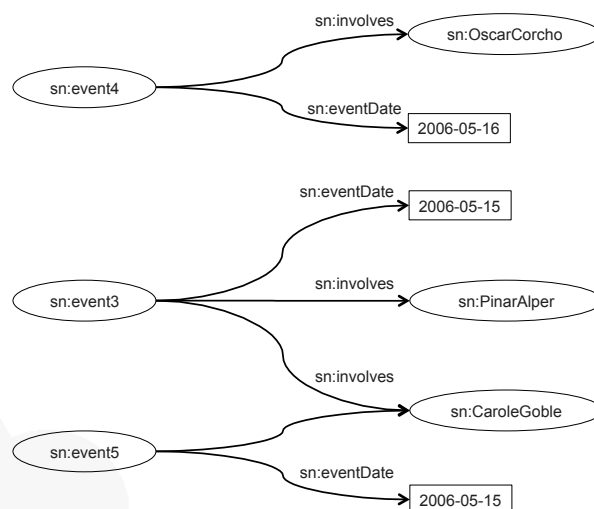 sn:involves
sn:OscarCorcho
sn:event4
sn:eventDate
2006-05-16
sn:eventDate
2006-05-15
sn:involves
sn:event3
sn:PinarAlper
sn:involves
sn:CaroleGoble
sn:event5
sn:eventDate
2006-05-15